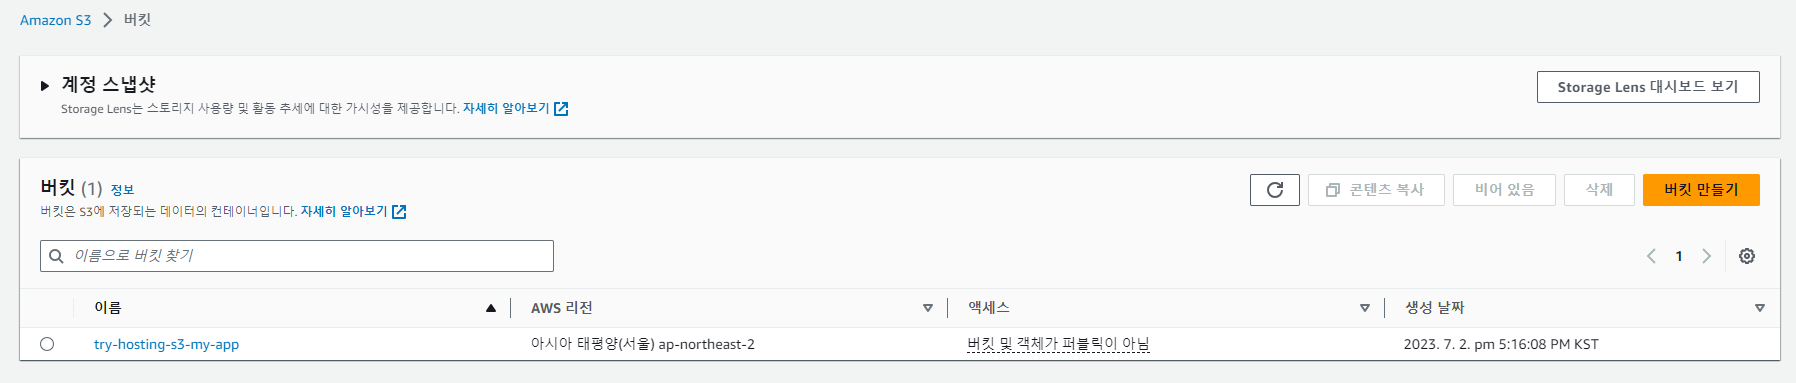 Amazon S3 > 버킷
계정 스냅샷
Storage Lens는 스토리지 사용량 및 활동 추세에 대한 가시성을 제공합니다. 자세히 알아보기
Storage Lens 대시보드 보기
버킷 (1) 정보
버킷은 S3에 저장되는 데이터의 컨테이너입니다. 자세히 알아보기
콘텐츠 복사 비어 있음 삭제 버킷 만들기
이름으로 버킷 찾기
1
이름 AWS 리전 액세스 생성 날짜
try-hosting-s3-my-app 아시아 태평양(서울) ap-northeast-2 버킷 및 객체가 퍼블릭이 아님 2023. 7. 2. pm 5:16:08 PM KST